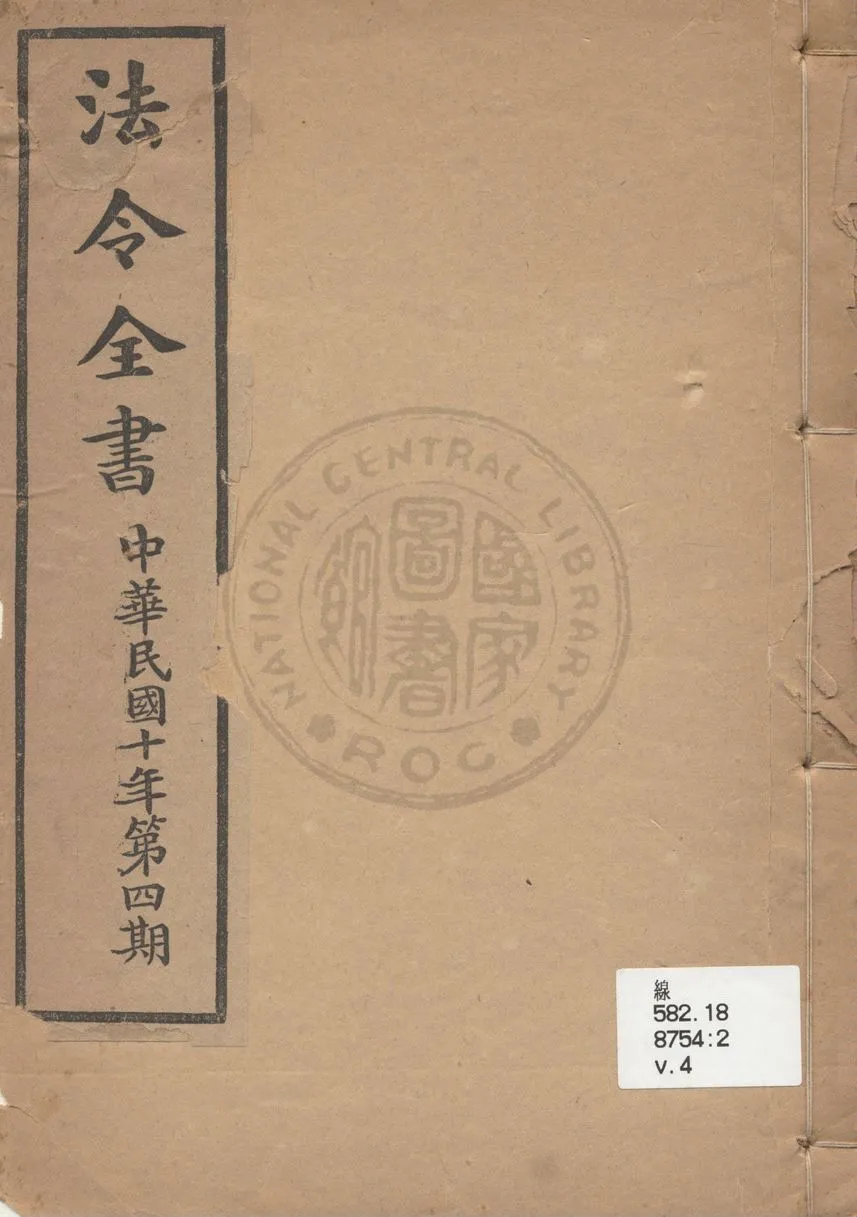 法令全書 中華民國十年第四期
NATIONAL CENTRAL LIBRARY
國家圖書館
ROC
線
582.18
8754:2
v.4